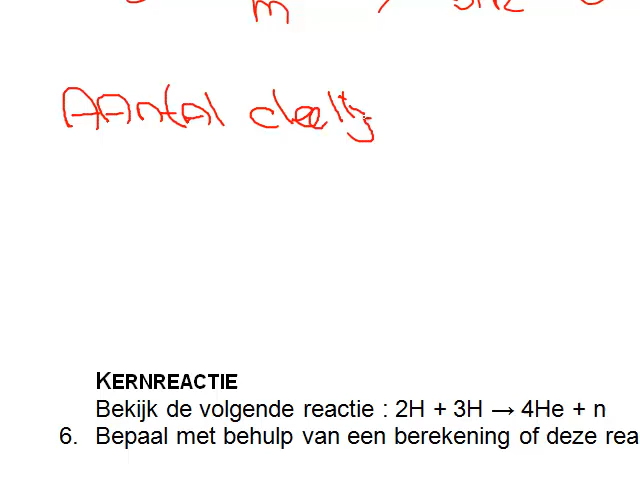 m
Aantal deeltj
KERNREACTIE
Bekijk de volgende reactie : 2H + 3H → 4He + n
6. Bepaal met behulp van een berekening of deze rea